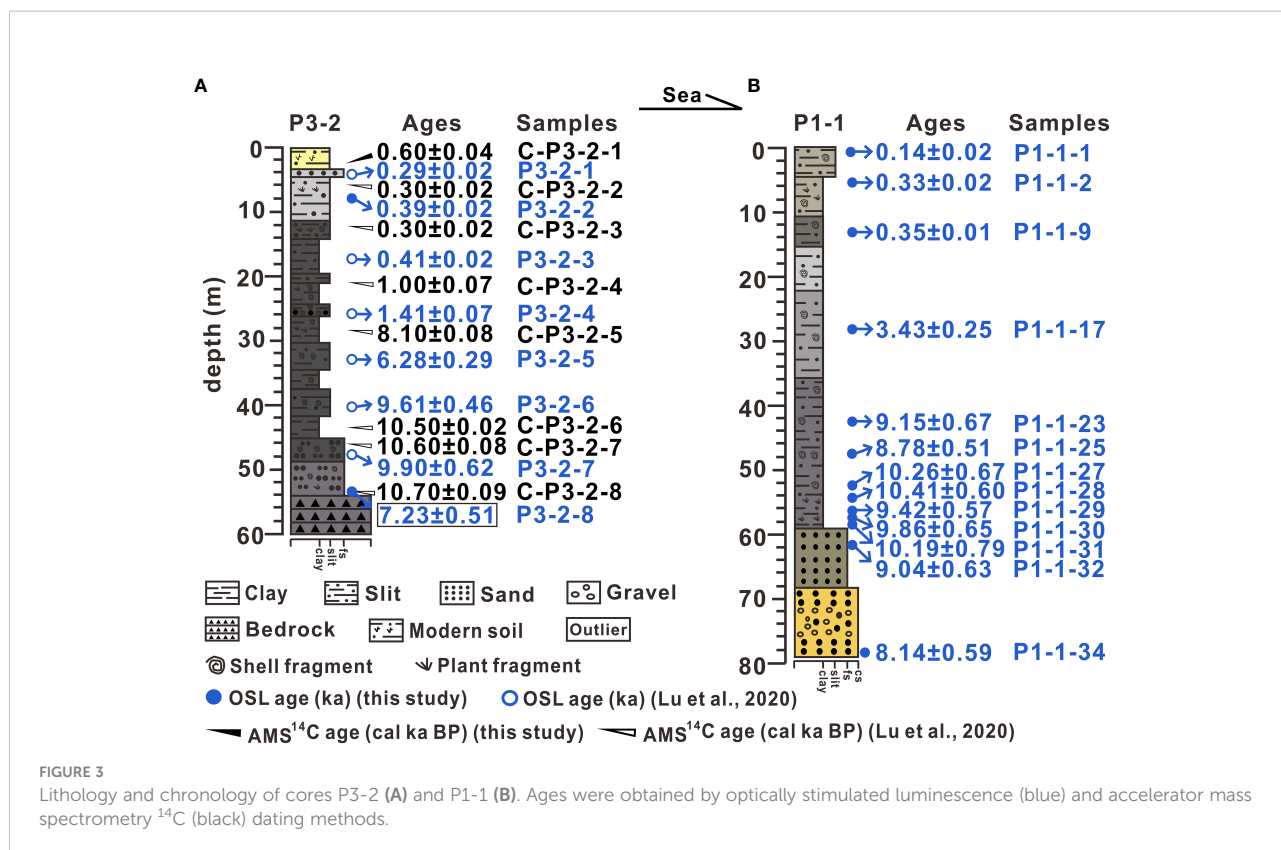 A
Sea
B
P3-2 Ages Samples
P1-1 Ages Samples
depth (m)
0
10
20
30
40
50
60
0.60±0.04 C-P3-2-1
0.29±0.02 P3-2-1
0.30±0.02 C-P3-2-2
0.39±0.02 P3-2-2
0.30±0.02 C-P3-2-3
0.41±0.02 P3-2-3
1.00±0.07 C-P3-2-4
1.41±0.07 P3-2-4
8.10±0.08 C-P3-2-5
6.28±0.29 P3-2-5
9.61±0.46 P3-2-6
10.50±0.02 C-P3-2-6
10.60±0.08 C-P3-2-7
9.90±0.62 P3-2-7
10.70±0.09 C-P3-2-8
7.23±0.51 P3-2-8
clay
slit
fs
0
10
20
30
40
50
60
70
80
0.14±0.02 P1-1-1
0.33±0.02 P1-1-2
0.35±0.01 P1-1-9
3.43±0.25 P1-1-17
9.15±0.67 P1-1-23
8.78±0.51 P1-1-25
10.26±0.67 P1-1-27
10.41±0.60 P1-1-28
9.42±0.57 P1-1-29
9.86±0.65 P1-1-30
10.19±0.79 P1-1-31
9.04±0.63 P1-1-32
8.14±0.59 P1-1-34
clay
slit
fs
cs
Clay Slit Sand Gravel
Bedrock Modern soil Outlier
Shell fragment Plant fragment
OSL age (ka) (this study) OSL age (ka) (Lu et al., 2020)
AMS¹⁴C age (cal ka BP) (this study) AMS¹⁴C age (cal ka BP) (Lu et al., 2020)
FIGURE 3
Lithology and chronology of cores P3-2 (A) and P1-1 (B). Ages were obtained by optically stimulated luminescence (blue) and accelerator mass
spectrometry ¹⁴C (black) dating methods.